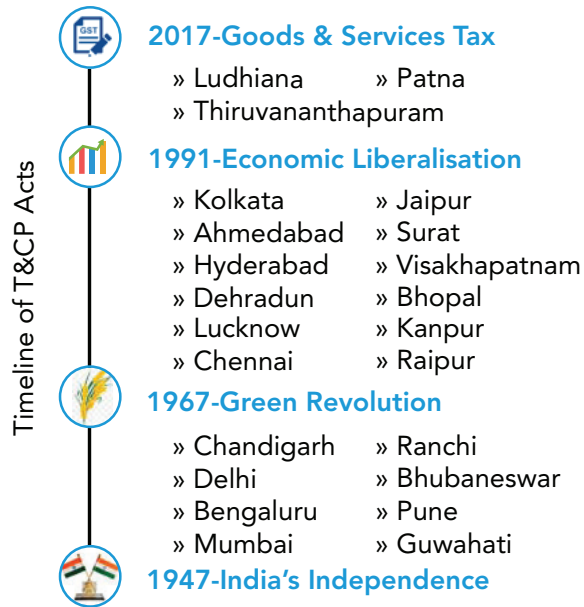 Timeline of T&CP Acts
GST
2017-Goods & Services Tax
» Ludhiana » Patna
» Thiruvananthapuram
1991-Economic Liberalisation
» Kolkata » Jaipur
» Ahmedabad » Surat
» Hyderabad » Visakhapatnam
» Dehradun » Bhopal
» Lucknow » Kanpur
» Chennai » Raipur
1967-Green Revolution
» Chandigarh » Ranchi
» Delhi » Bhubaneswar
» Bengaluru » Pune
» Mumbai » Guwahati
1947-India’s Independence